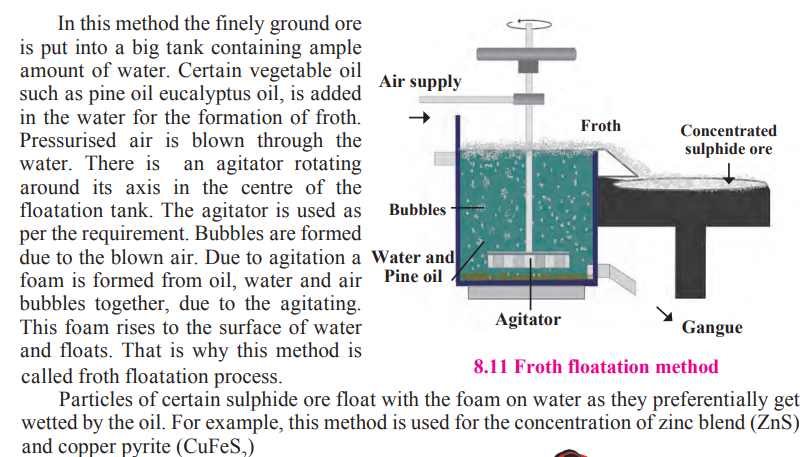 In this method the finely ground ore
is put into a big tank containing ample
amount of water. Certain vegetable oil
such as pine oil eucalyptus oil, is added
in the water for the formation of froth.
Pressurised air is blown through the
water. There is an agitator rotating
around its axis in the centre of the
floatation tank. The agitator is used as
per the requirement. Bubbles are formed
due to the blown air. Due to agitation a
foam is formed from oil, water and air
bubbles together, due to the agitating.
This foam rises to the surface of water
and floats. That is why this method is
called froth floatation process.
Air supply
Froth
Concentrated
sulphide ore
Bubbles
Water and
Pine oil
Agitator
Gangue
8.11 Froth floatation method
Particles of certain sulphide ore float with the foam on water as they preferentially get
wetted by the oil. For example, this method is used for the concentration of zinc blend (ZnS)
and copper pyrite (CuFeS₂)